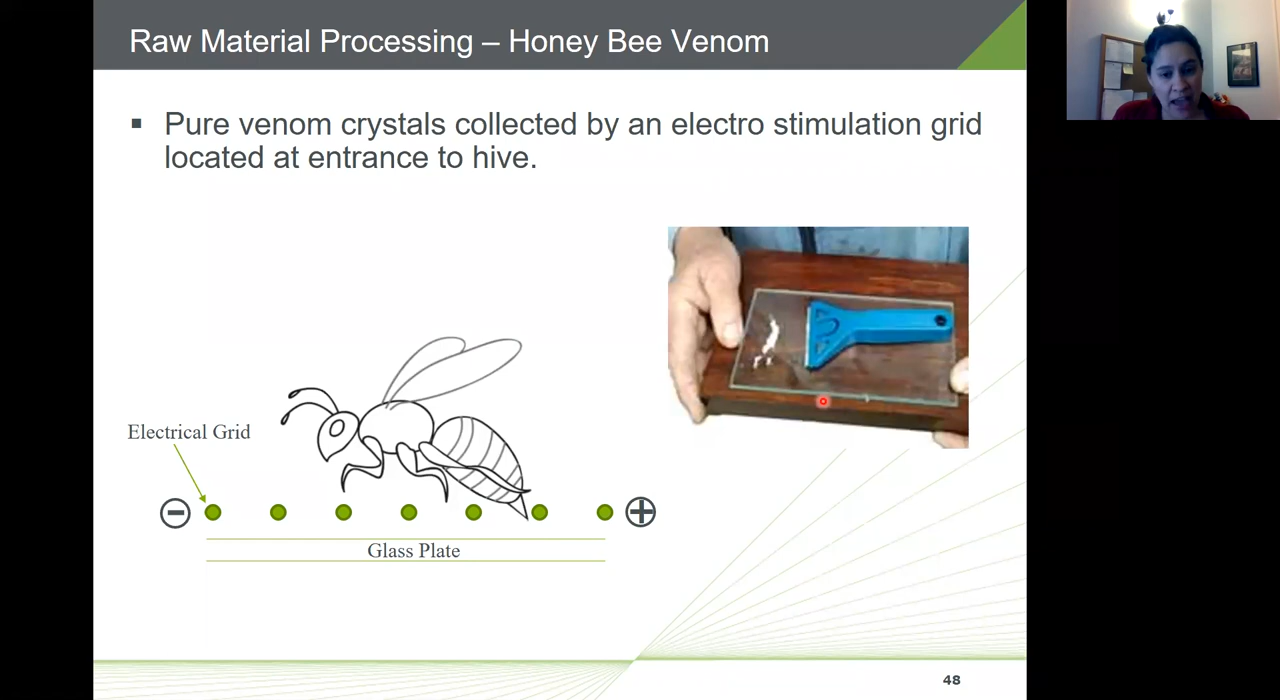 Raw Material Processing – Honey Bee Venom
▪ Pure venom crystals collected by an electro stimulation grid
located at entrance to hive.
Electrical Grid
Glass Plate
48